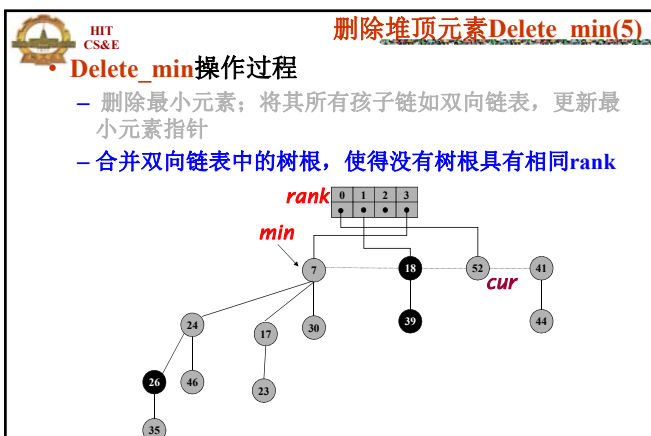 HIT
CS&E
删除堆顶元素Delete_min(5)
• Delete_min操作过程
– 删除最小元素；将其所有孩子链如双向链表，更新最
小元素指针
– 合并双向链表中的树根，使得没有树根具有相同rank
rank 0 1 2 3
min
7 18 52 41
cur
24 17 30 39 44
26 46 23
35